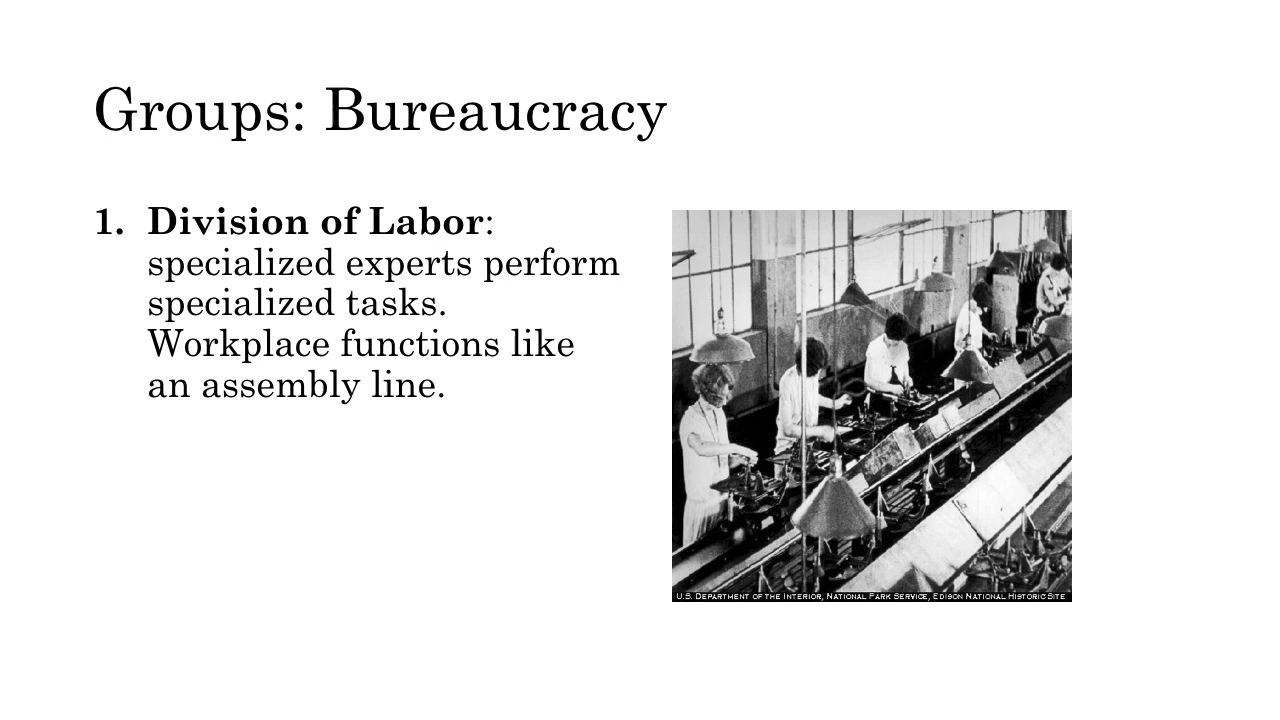 Groups: Bureaucracy
1. Division of Labor:
specialized experts perform
specialized tasks.
Workplace functions like
an assembly line.
U.S. Department of the Interior, National Park Service, Edison National Historic Site